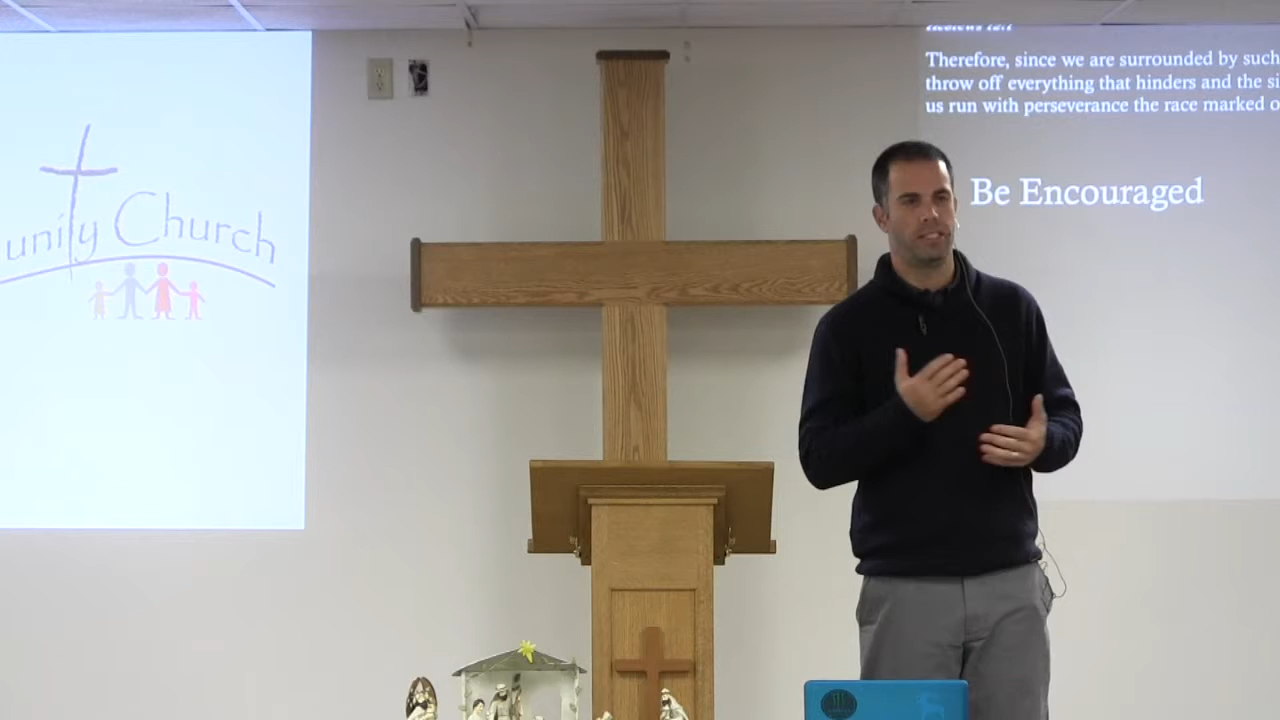 unity Church
Therefore, since we are surrounded by such
throw off everything that hinders and the
us run with perseverance the race marked
Be Encouraged